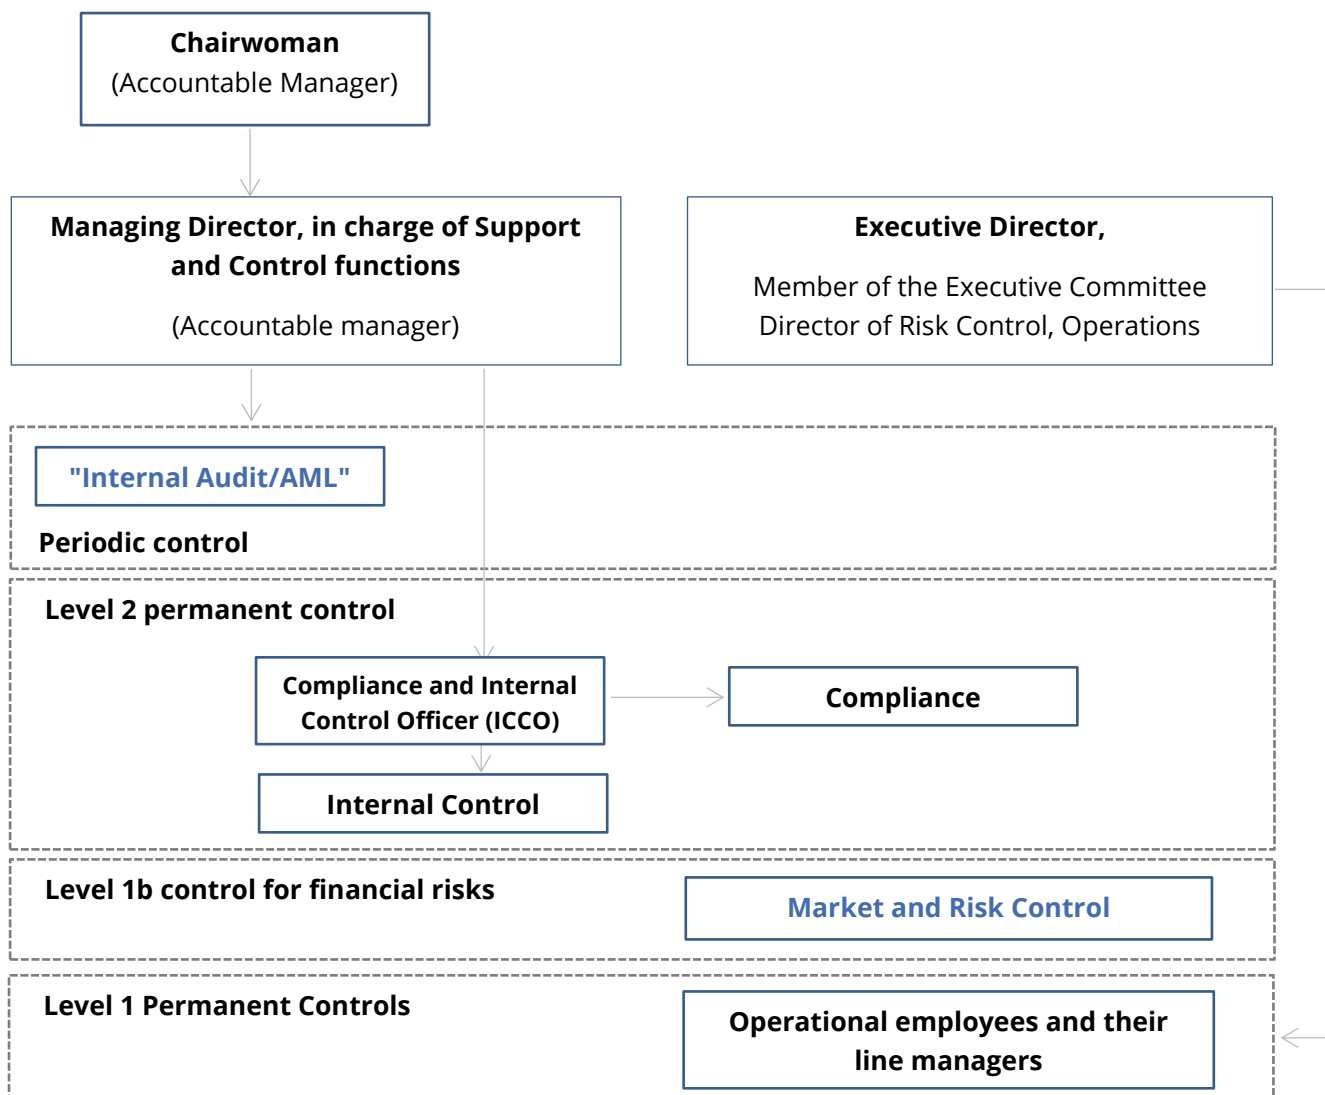 Chairwoman
(Accountable Manager)
Managing Director, in charge of Support
and Control functions
(Accountable manager)
Executive Director,
Member of the Executive Committee
Director of Risk Control, Operations
"Internal Audit/AML"
Periodic control
Level 2 permanent control
Compliance and Internal
Control Officer (ICCO)
Compliance
Internal Control
Level 1b control for financial risks
Market and Risk Control
Level 1 Permanent Controls
Operational employees and their
line managers